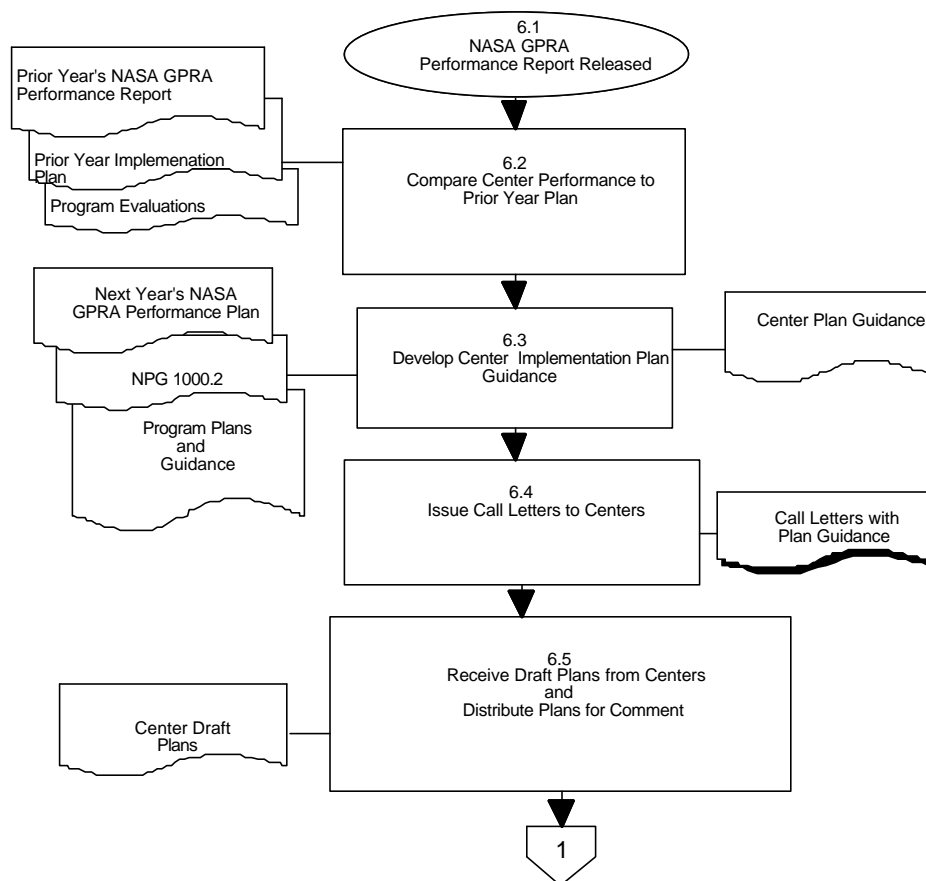 6.1
NASA GPRA
Performance Report Released
Prior Year's NASA GPRA
Performance Report
Prior Year Implemenation
Plan
Program Evaluations
6.2
Compare Center Performance to
Prior Year Plan
Next Year's NASA
GPRA Performance Plan
NPG 1000.2
Program Plans
and
Guidance
6.3
Develop Center Implementation Plan
Guidance
Center Plan Guidance
6.4
Issue Call Letters to Centers
Call Letters with
Plan Guidance
6.5
Receive Draft Plans from Centers
and
Distribute Plans for Comment
Center Draft
Plans
1